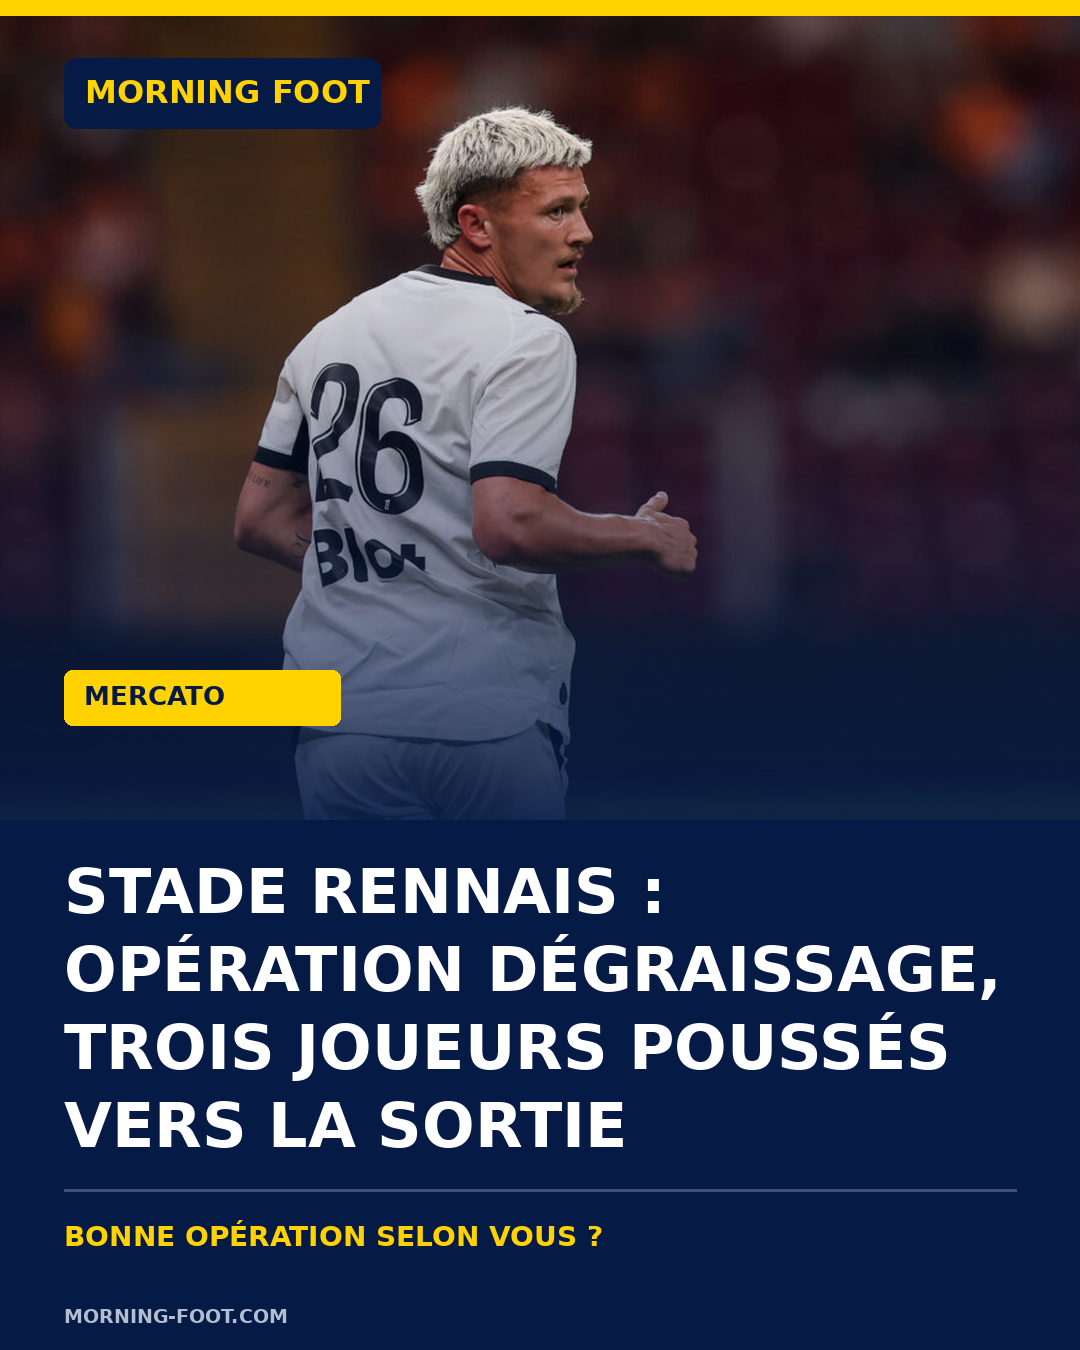 MORNING FOOT
26
Blot
MERCATO
STADE RENNAIS :
OPÉRATION DÉGRAISSAGE,
TROIS JOUEURS POUSSÉS
VERS LA SORTIE
BONNE OPÉRATION SELON VOUS ?
MORNING-FOOT.COM